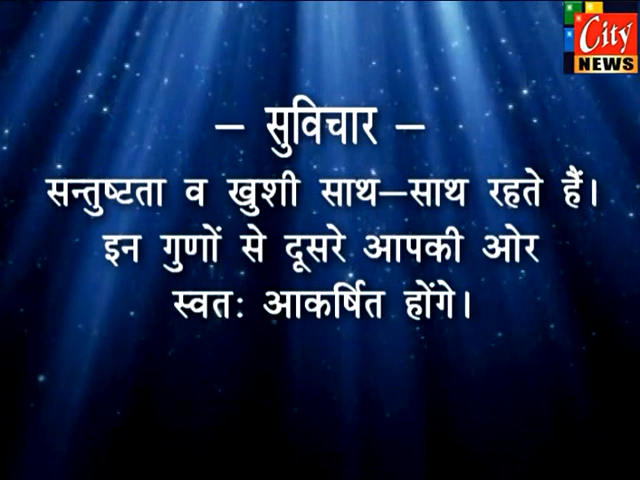 City
NEWS
– सुविचार –
सन्तुष्टता व खुशी साथ–साथ रहते हैं।
इन गुणों से दूसरे आपकी ओर
स्वतः आकर्षित होंगे।